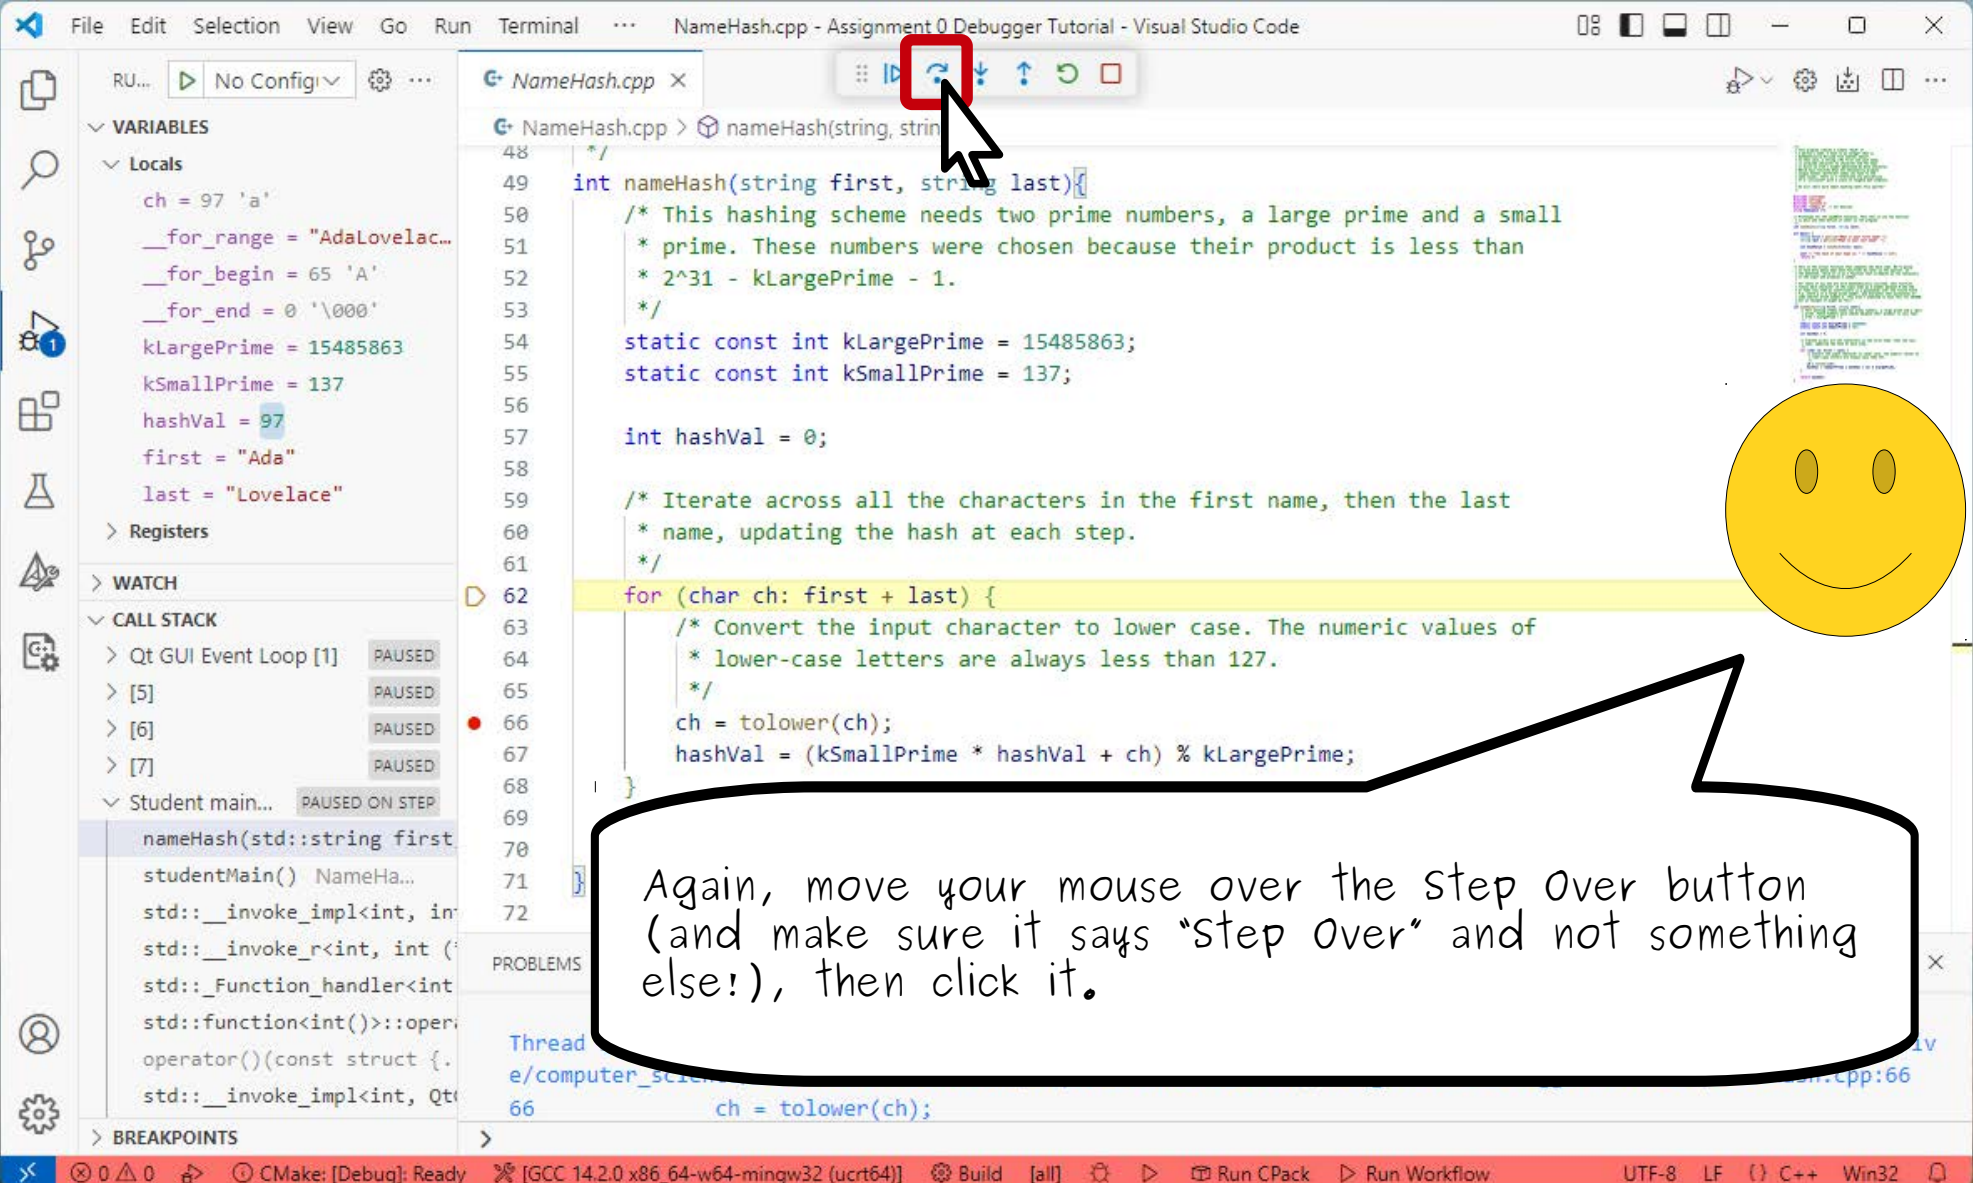 File Edit Selection View Go Run Terminal ··· NameHash.cpp - Assignment 0 Debugger Tutorial - Visual Studio Code
RU... No Config ···
NameHash.cpp
NameHash.cpp > nameHash(string, strin
VARIABLES
Locals
ch = 97 'a'
__for_range = "AdaLovelac…
__for_begin = 65 'A'
__for_end = 0 '\000'
kLargePrime = 15485863
kSmallPrime = 137
hashVal = 97
first = "Ada"
last = "Lovelace"
Registers
WATCH
CALL STACK
Qt GUI Event Loop [1] PAUSED
[5] PAUSED
[6] PAUSED
[7] PAUSED
Student main... PAUSED ON STEP
nameHash(std::string first
studentMain() NameHa...
std::__invoke_impl<int, in
std::__invoke_r<int, int (
std::_Function_handler<int
std::function<int()>::oper
operator()(const struct {.
std::__invoke_impl<int, Qt
BREAKPOINTS
48 */
49 int nameHash(string first, string last){
50 /* This hashing scheme needs two prime numbers, a large prime and a small
51 * prime. These numbers were chosen because their product is less than
52 * 2^31 - kLargePrime - 1.
53 */
54 static const int kLargePrime = 15485863;
55 static const int kSmallPrime = 137;
56
57 int hashVal = 0;
58
59 /* Iterate across all the characters in the first name, then the last
60 * name, updating the hash at each step.
61 */
62 for (char ch: first + last) {
63 /* Convert the input character to lower case. The numeric values of
64 * lower-case letters are always less than 127.
65 */
66 ch = tolower(ch);
67 hashVal = (kSmallPrime * hashVal + ch) % kLargePrime;
68 }
69
70
71 }
72
Again, move your mouse over the Step Over button
(and make sure it says "Step Over" and not something
else!), then click it.
PROBLEMS
Thread
e/computer_scien .cpp:66
66 ch = tolower(ch);
>
0 0 CMake: [Debug]: Ready [GCC 14.2.0 x86_64-w64-mingw32 (ucrt64)] Build [all] Run CPack Run Workflow UTF-8 LF {} C++ Win32